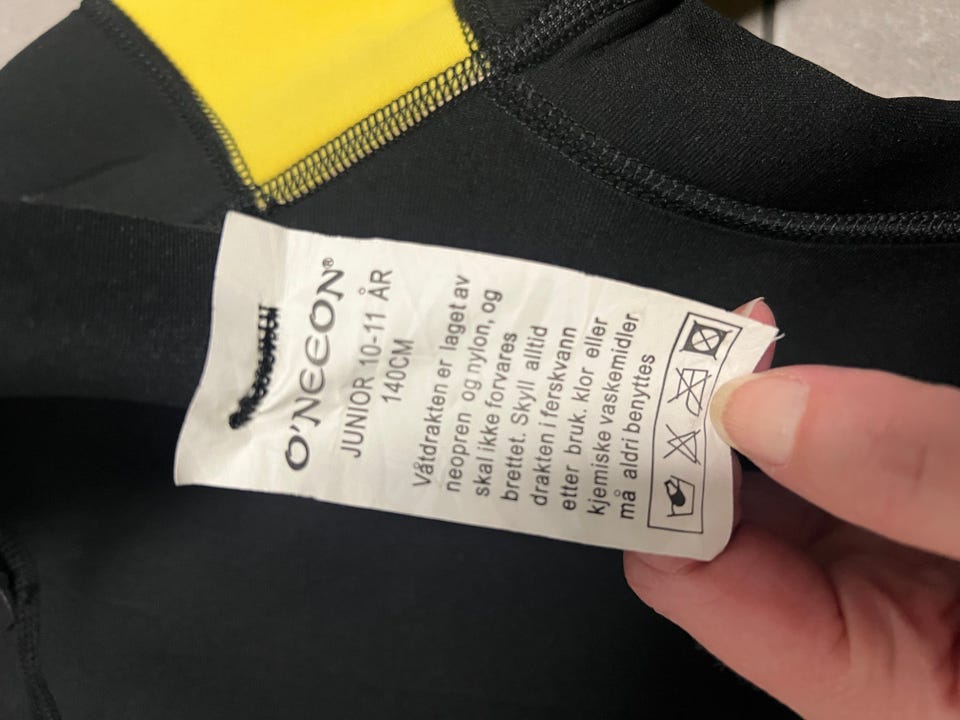 O'NEEON®
JUNIOR 10-11 ÅR
140CM
Våtdrakten er laget av
neopren og nylon, og
skal ikke forvares
brettet. Skyll alltid
drakten i ferskvann
etter bruk. klor eller
kjemiske vaskemidler
må aldri benyttes